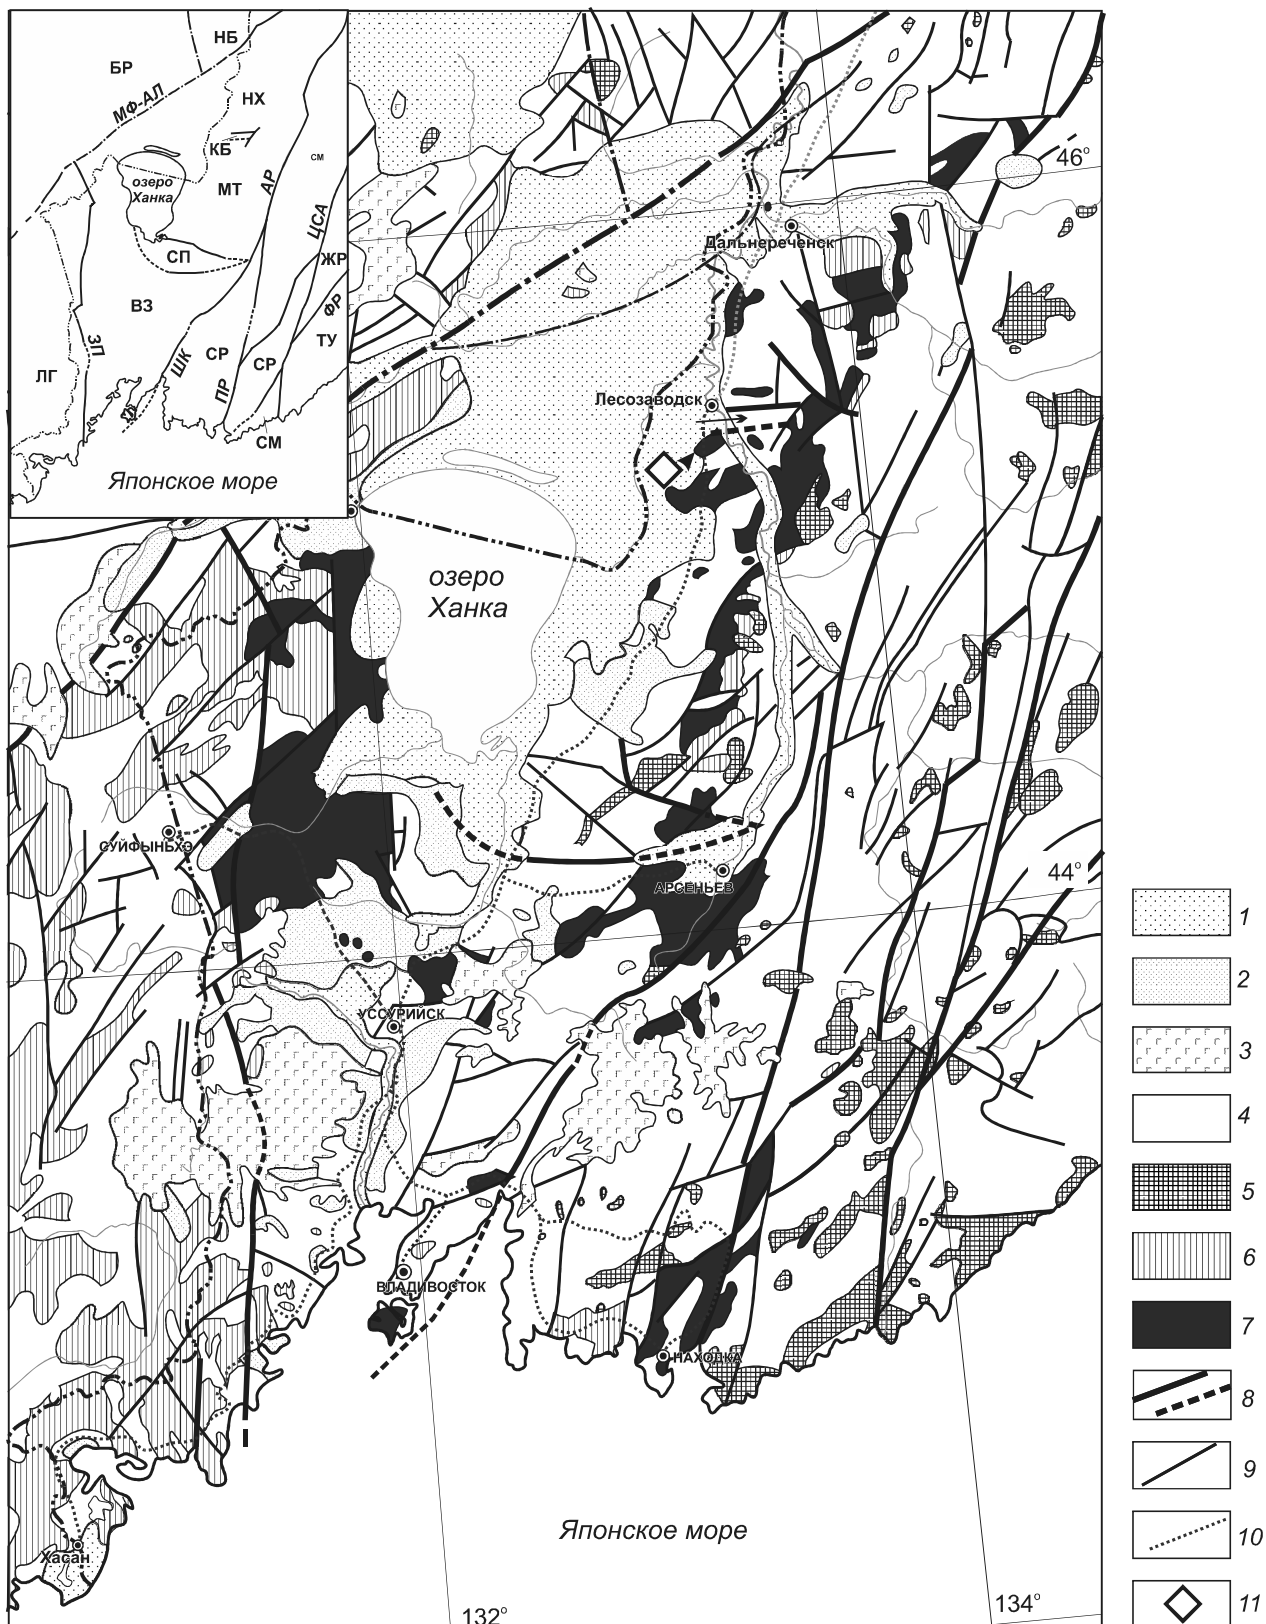 НБ
БР
МФ-АЛ
НХ
КБ
СМ
озеро
Ханка
МТ
АР
ЦСА
СП
ЖР
ВЗ
ФР
ЗП
ШК
СР
ТУ
ЛГ
СР
ПР
СМ
Японское море
46°
Дальнереченск
Лесозаводск
озеро
Ханка
СУЙФЫНЬХЭ
АРСЕНЬЕВ
44°
УССУРИЙСК
ВЛАДИВОСТОК
НАХОДКА
Японское море
Хасан
132°
134°
1
2
3
4
5
6
7
8
9
10
11